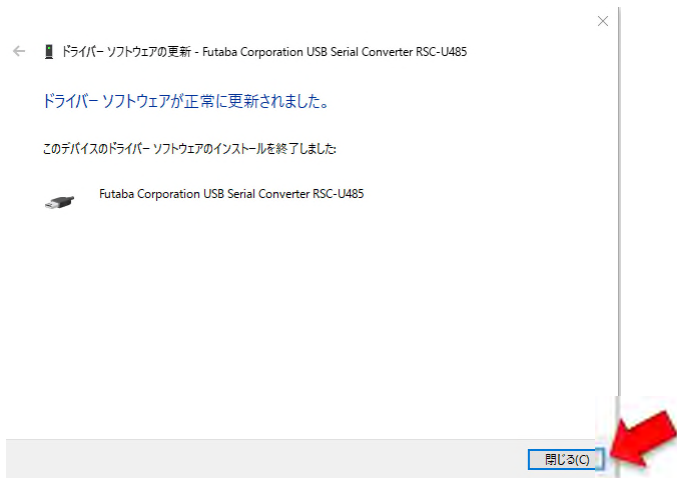 ドライバー ソフトウェアの更新 - Futaba Corporation USB Serial Converter RSC-U485
ドライバー ソフトウェアが正常に更新されました。
このデバイスのドライバー ソフトウェアのインストールを終了しました:
Futaba Corporation USB Serial Converter RSC-U485
閉じる(C)